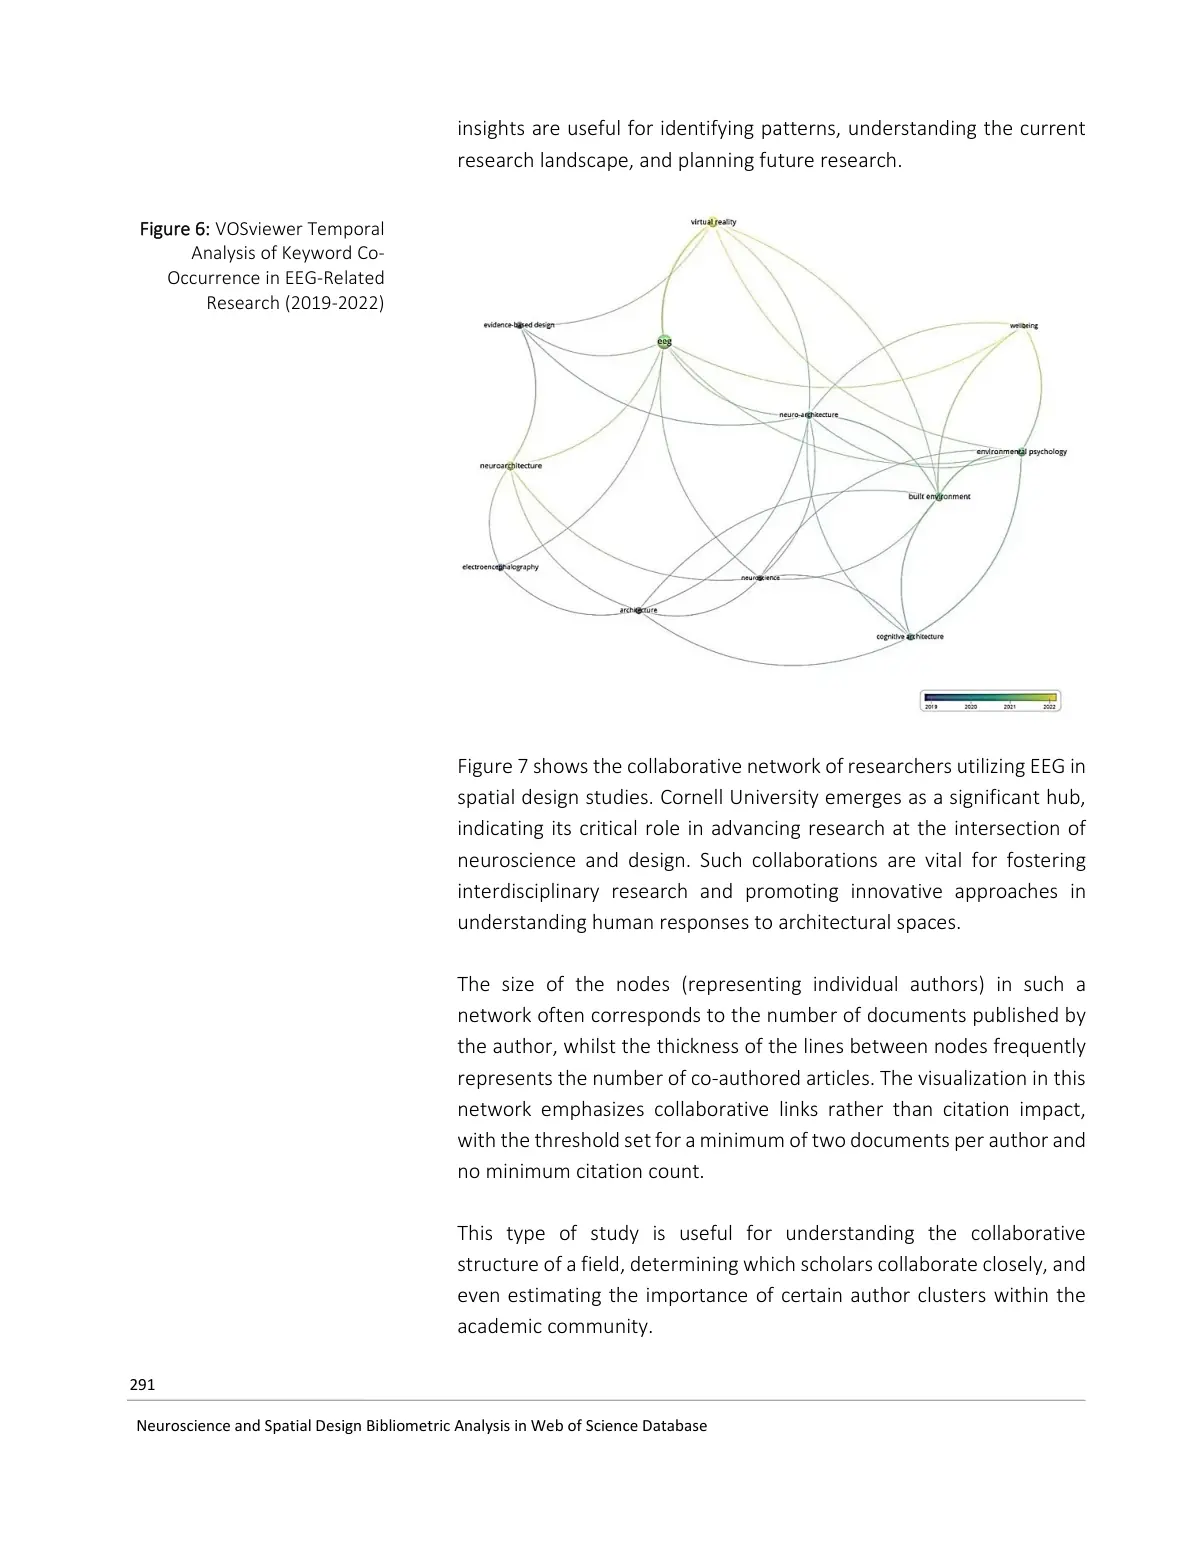 insights are useful for identifying patterns, understanding the current
research landscape, and planning future research.
Figure 6: VOSviewer Temporal
Analysis of Keyword Co-
Occurrence in EEG-Related
Research (2019-2022)
virtual reality
evidence-based design
wellbeing
eeg
neuro-architecture
environmental psychology
neuroarchitecture
built environment
electroencephalography
neuroscience
architecture
cognitive architecture
2019 2020 2021 2022
Figure 7 shows the collaborative network of researchers utilizing EEG in
spatial design studies. Cornell University emerges as a significant hub,
indicating its critical role in advancing research at the intersection of
neuroscience and design. Such collaborations are vital for fostering
interdisciplinary research and promoting innovative approaches in
understanding human responses to architectural spaces.
The size of the nodes (representing individual authors) in such a
network often corresponds to the number of documents published by
the author, whilst the thickness of the lines between nodes frequently
represents the number of co-authored articles. The visualization in this
network emphasizes collaborative links rather than citation impact,
with the threshold set for a minimum of two documents per author and
no minimum citation count.
This type of study is useful for understanding the collaborative
structure of a field, determining which scholars collaborate closely, and
even estimating the importance of certain author clusters within the
academic community.
291
Neuroscience and Spatial Design Bibliometric Analysis in Web of Science Database